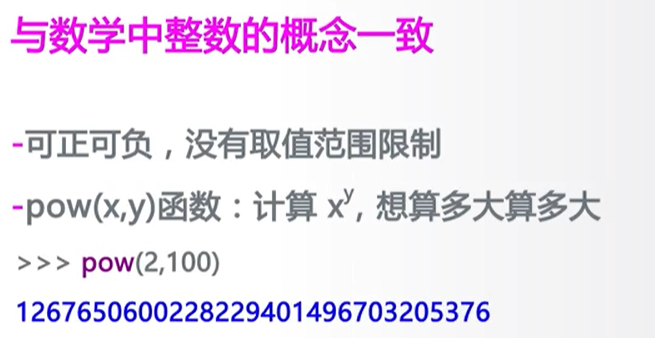 与数学中整数的概念一致
-可正可负，没有取值范围限制
-pow(x,y)函数：计算 xʸ, 想算多大算多大
>>> pow(2,100)
1267650600228229401496703205376